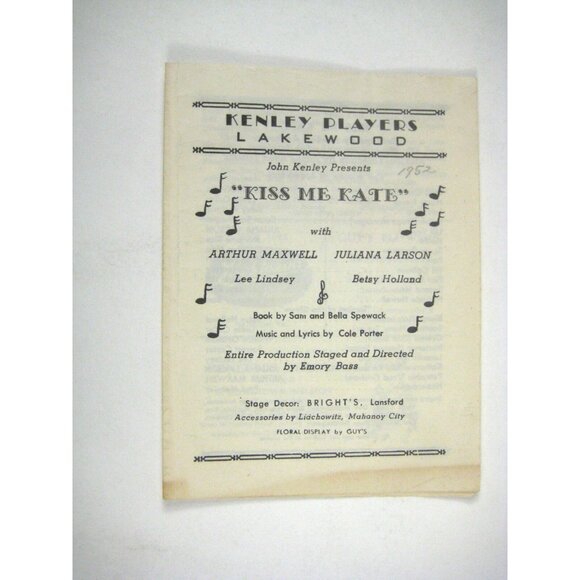 KENLEY PLAYERS
LAKEWOOD
John Kenley Presents
1952
"KISS ME KATE"
with
ARTHUR MAXWELL JULIANA LARSON
Lee Lindsey Betsy Holland
Book by Sam and Bella Spewack
Music and Lyrics by Cole Porter
Entire Production Staged and Directed
by Emory Bass
Stage Decor: BRIGHT'S, Lansford
Accessories by Liachowitz, Mahanoy City
FLORAL DISPLAY by GUY'S